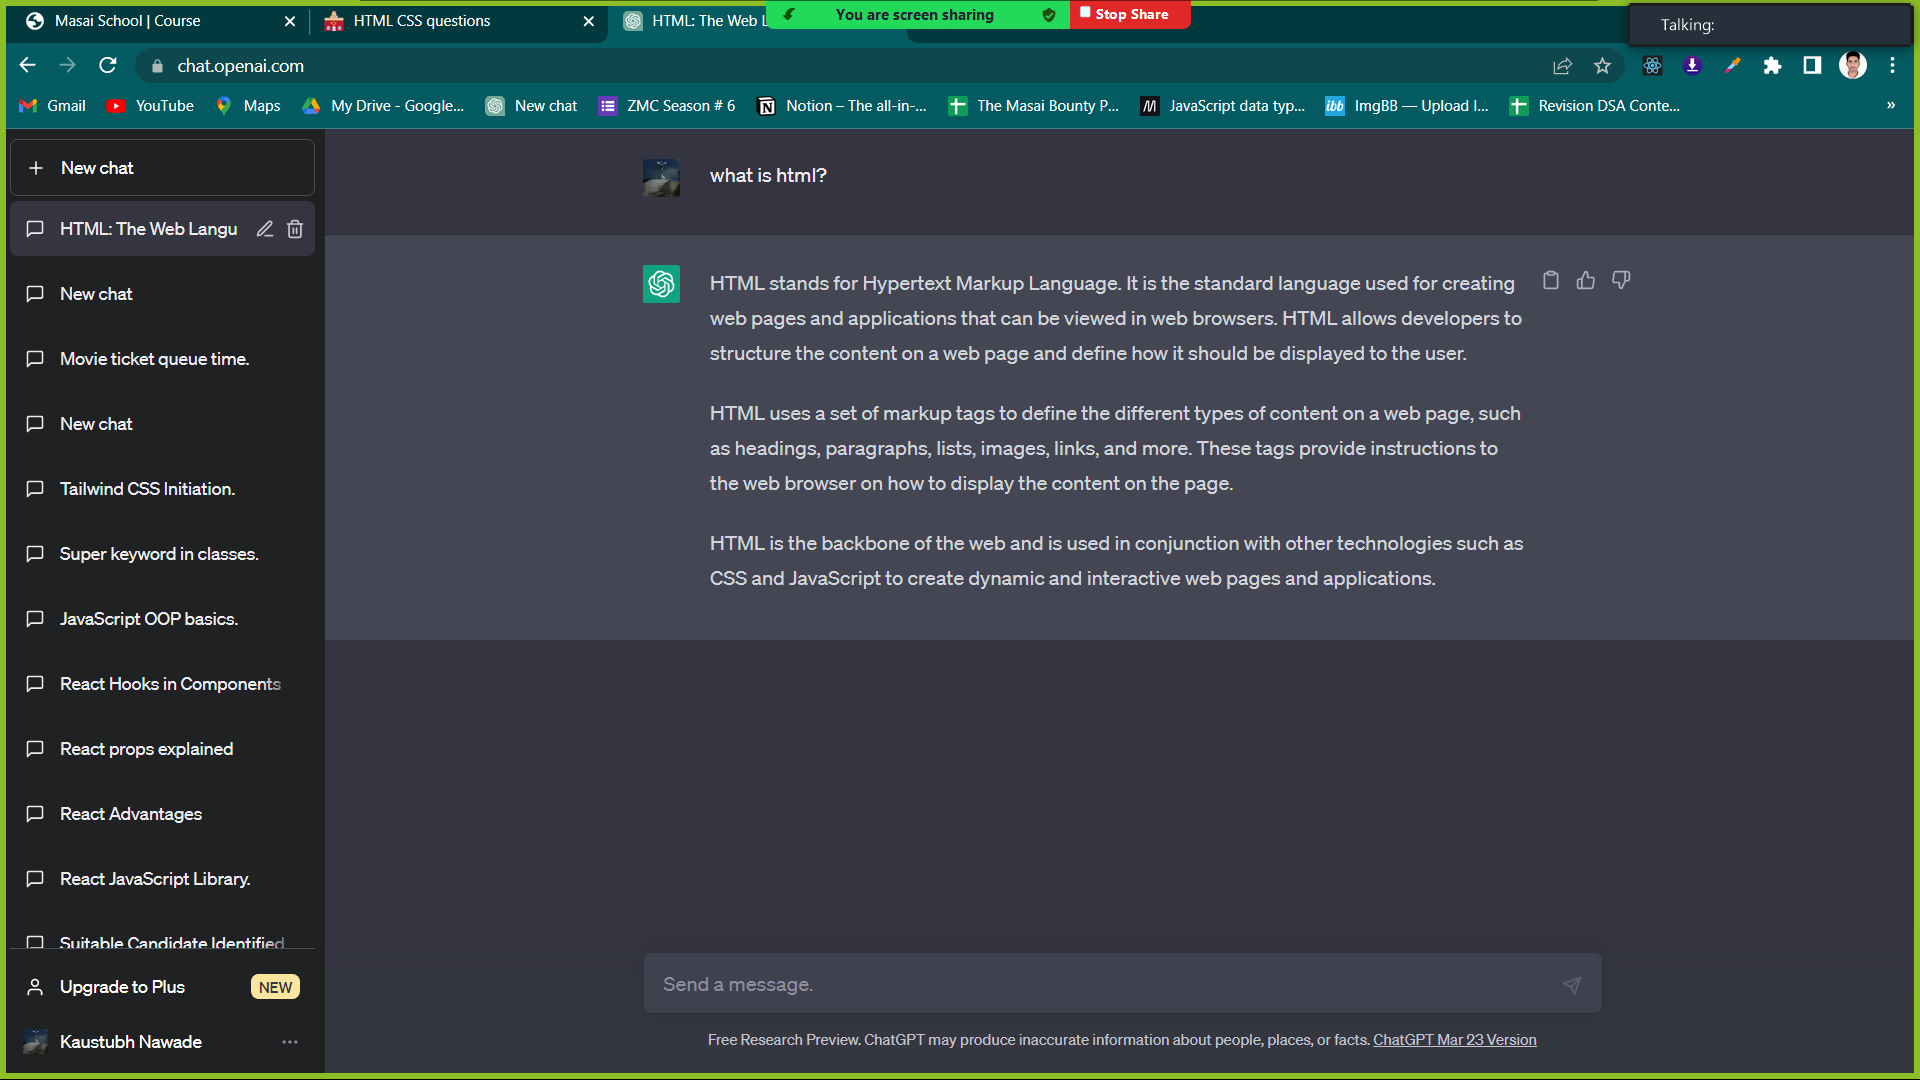 Masai School | Course
HTML CSS questions
HTML: The Web L
You are screen sharing
Stop Share
Talking:
chat.openai.com
Gmail
YouTube
Maps
My Drive - Google...
New chat
ZMC Season # 6
Notion – The all-in-...
The Masai Bounty P...
JavaScript data typ...
ibb
ImgBB — Upload I...
Revision DSA Conte...
»
New chat
HTML: The Web Langu
New chat
Movie ticket queue time.
New chat
Tailwind CSS Initiation.
Super keyword in classes.
JavaScript OOP basics.
React Hooks in Components
React props explained
React Advantages
React JavaScript Library.
Suitable Candidate Identified
Upgrade to Plus
NEW
Kaustubh Nawade
what is html?
HTML stands for Hypertext Markup Language. It is the standard language used for creating
web pages and applications that can be viewed in web browsers. HTML allows developers to
structure the content on a web page and define how it should be displayed to the user.
HTML uses a set of markup tags to define the different types of content on a web page, such
as headings, paragraphs, lists, images, links, and more. These tags provide instructions to
the web browser on how to display the content on the page.
HTML is the backbone of the web and is used in conjunction with other technologies such as
CSS and JavaScript to create dynamic and interactive web pages and applications.
Send a message.
Free Research Preview. ChatGPT may produce inaccurate information about people, places, or facts. ChatGPT Mar 23 Version